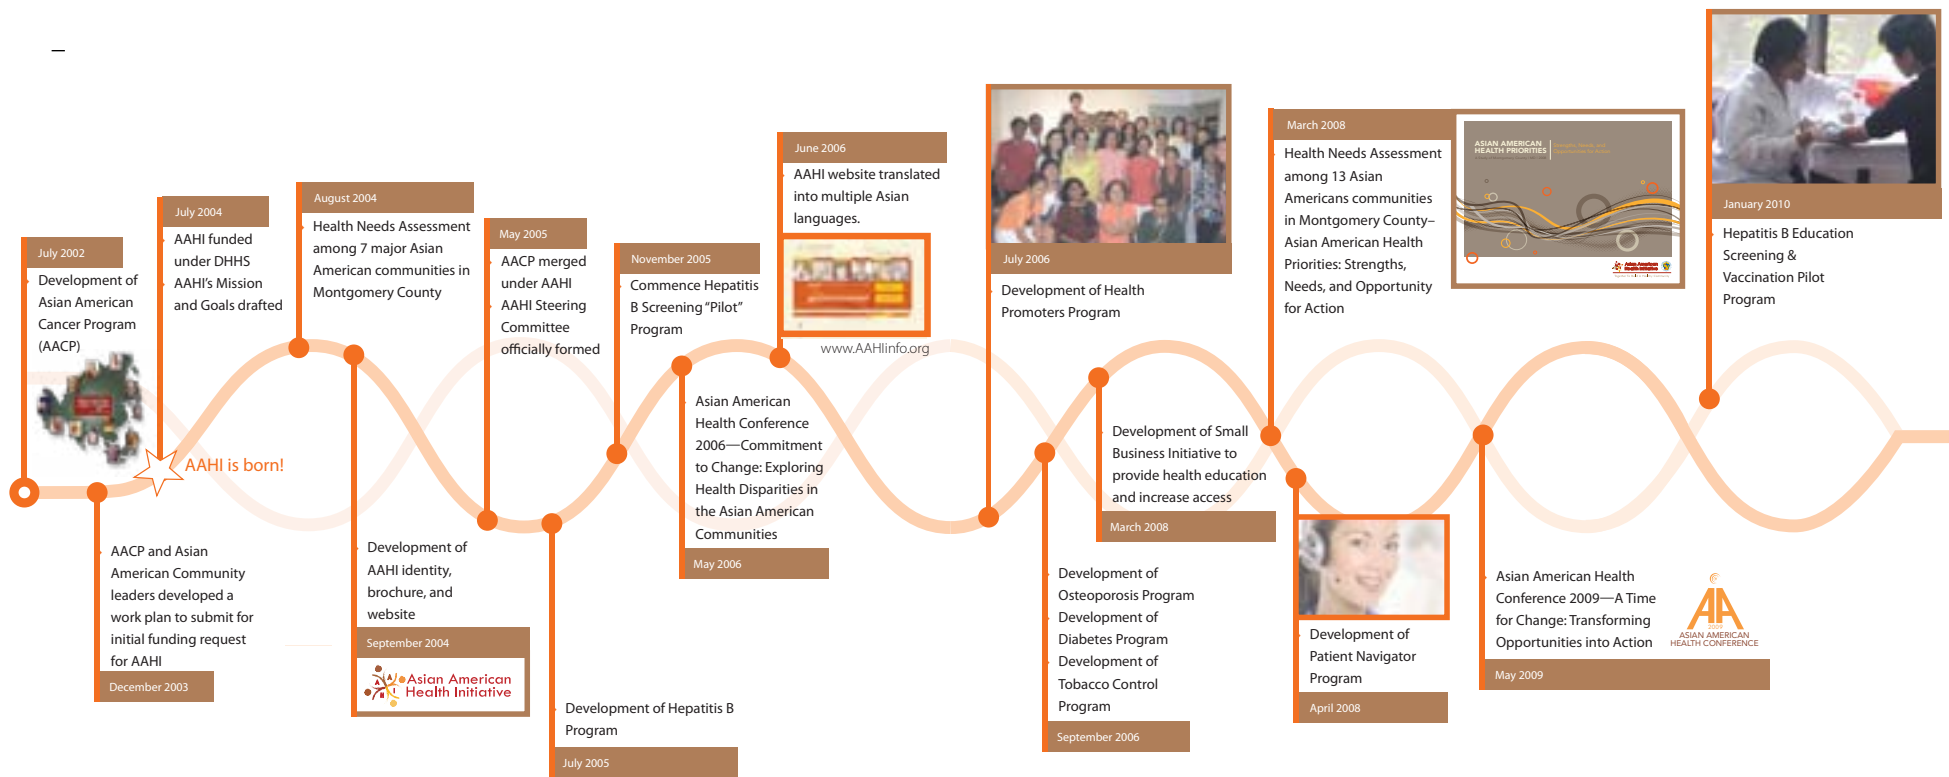 –
July 2002
Development of
Asian American
Cancer Program
(AACP)
AACP and Asian
American Community
leaders developed a
work plan to submit for
initial funding request
for AAHI
December 2003
July 2004
AAHI funded
under DHHS
AAHI’s Mission
and Goals drafted
AAHI is born!
August 2004
Health Needs Assessment
among 7 major Asian
American communities in
Montgomery County
Development of
AAHI identity,
brochure, and
website
September 2004
Asian American
Health Initiative
May 2005
AACP merged
under AAHI
AAHI Steering
Committee
officially formed
Development of Hepatitis B
Program
July 2005
November 2005
Commence Hepatitis
B Screening “Pilot”
Program
Asian American
Health Conference
2006—Commitment
to Change: Exploring
Health Disparities in
the Asian American
Communities
May 2006
June 2006
AAHI website translated
into multiple Asian
languages.
www.AAHIinfo.org
July 2006
Development of Health
Promoters Program
Development of
Osteoporosis Program
Development of
Diabetes Program
Development of
Tobacco Control
Program
September 2006
Development of Small
Business Initiative to
provide health education
and increase access
March 2008
March 2008
Health Needs Assessment
among 13 Asian
Americans communities
in Montgomery County–
Asian American Health
Priorities: Strengths,
Needs, and Opportunity
for Action
ASIAN AMERICAN
HEALTH PRIORITIES
Asian American
Health Initiative
Development of
Patient Navigator
Program
April 2008
Asian American Health
Conference 2009—A Time
for Change: Transforming
Opportunities into Action
May 2009
AA
2009
ASIAN AMERICAN
HEALTH CONFERENCE
January 2010
Hepatitis B Education
Screening &
Vaccination Pilot
Program